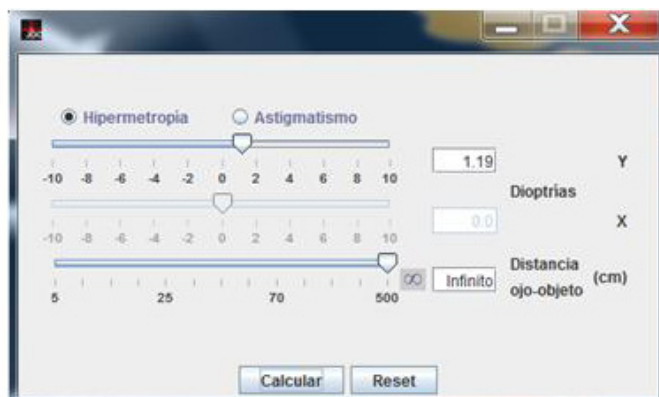 Hipermetropía Astigmatismo
-10 -8 -6 -4 -2 0 2 4 6 8 10
1.19 Y
Dioptrías
-10 -8 -6 -4 -2 0 2 4 6 8 10
0.0 X
5 25 70 500
∞ Infinito
Distancia
ojo-objeto (cm)
Calcular Reset